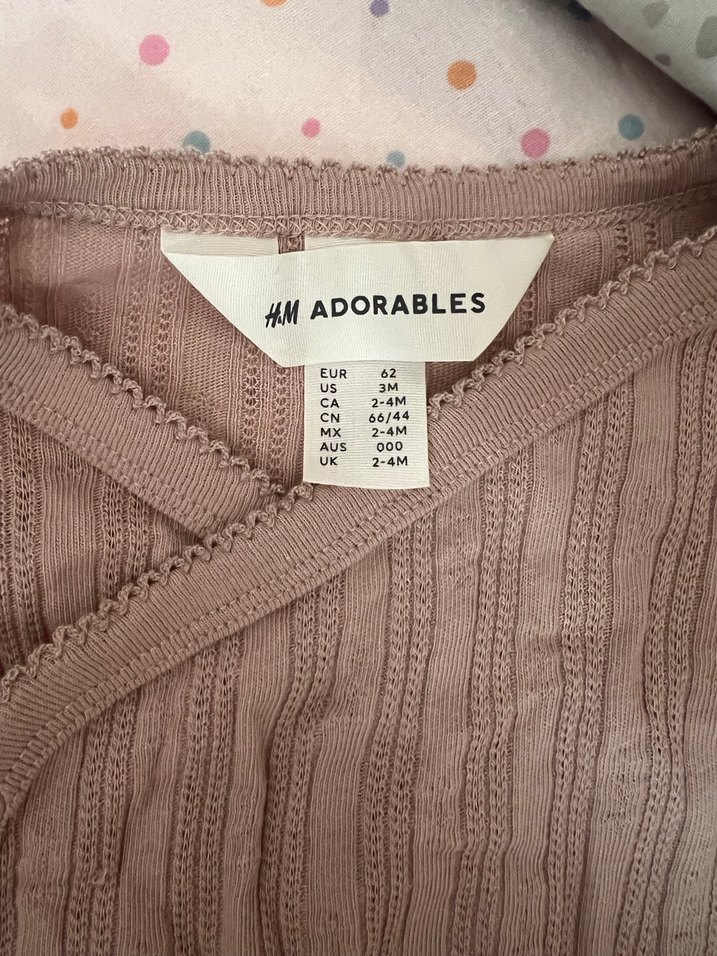 H&M ADORABLES
EUR 62
US 3M
CA 2-4M
CN 66/44
MX 2-4M
AUS 000
UK 2-4M